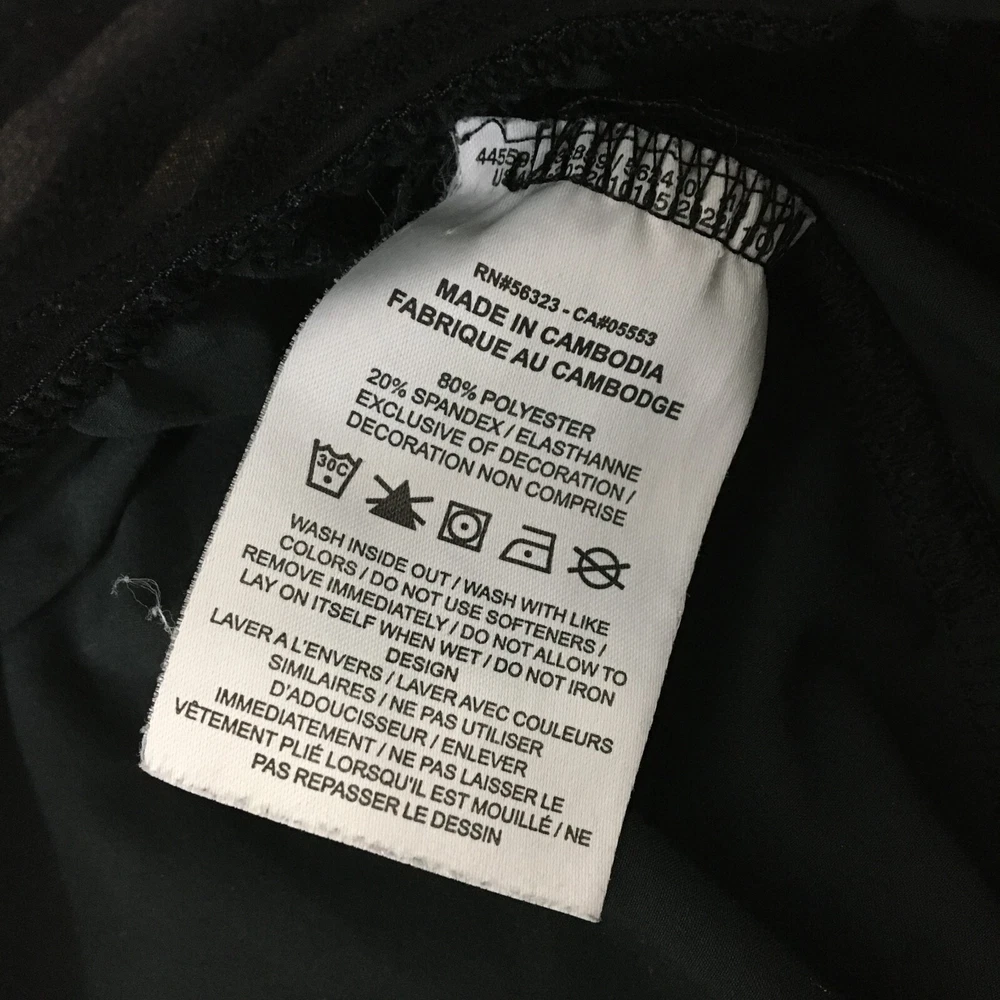 RN#56323 - CA#05553
MADE IN CAMBODIA
FABRIQUE AU CAMBODGE
80% POLYESTER
20% SPANDEX / ELASTHANNE
EXCLUSIVE OF DECORATION /
DECORATION NON COMPRISE
30C
WASH INSIDE OUT / WASH WITH LIKE
COLORS / DO NOT USE SOFTENERS /
REMOVE IMMEDIATELY / DO NOT ALLOW TO
LAY ON ITSELF WHEN WET / DO NOT IRON
DESIGN
LAVER A L'ENVERS / LAVER AVEC COULEURS
SIMILAIRES / NE PAS UTILISER
D'ADOUCISSEUR / ENLEVER
IMMEDIATEMENT / NE PAS LAISSER LE
VÊTEMENT PLIÉ LORSQU'IL EST MOUILLÉ / NE
PAS REPASSER LE DESSIN